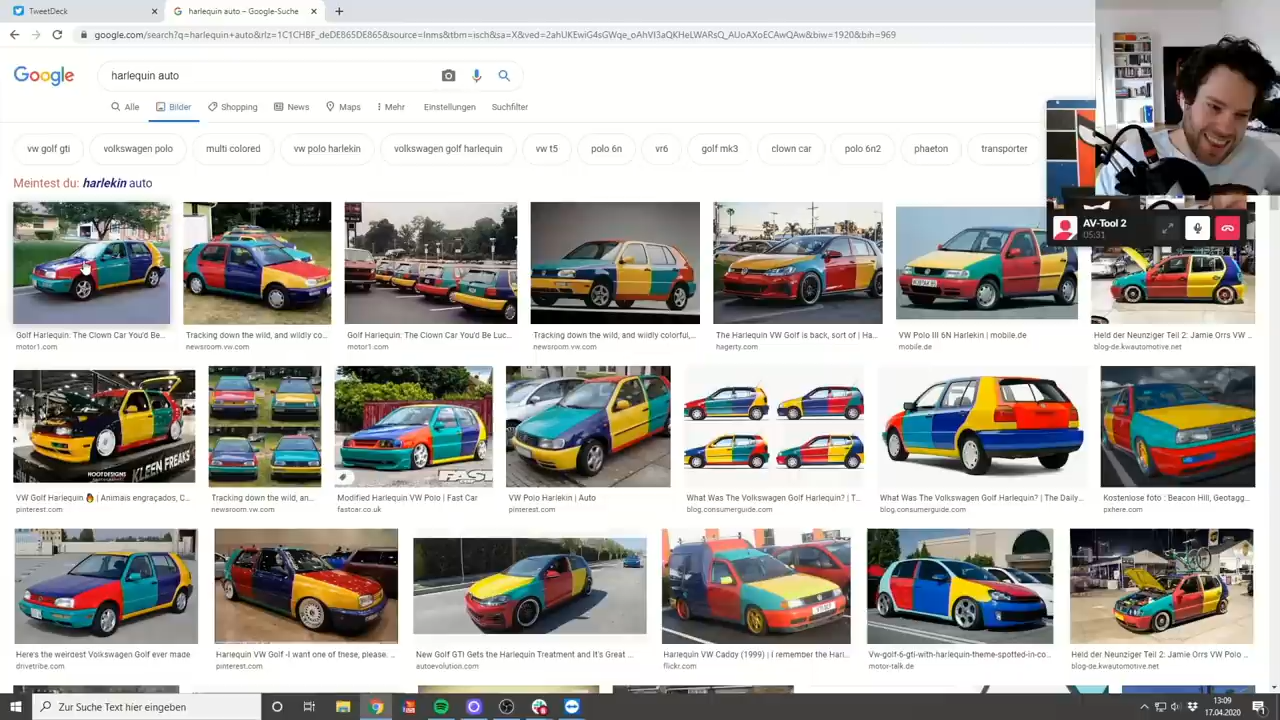 TweetDeck
harlequin auto – Google-Suche
google.com/search?q=harlequin+auto&rlz=1C1CHBF_deDE865DE865&source=lnms&tbm=isch&sa=X&ved=2ahUKEwiG4sGWqe_oAhVI3aQKHeLWARsQ_AUoAXoECAwQAw&biw=1920&bih=969
Google
harlequin auto
Alle
Bilder
Shopping
News
Maps
Mehr
Einstellungen
Suchfilter
vw golf gti
volkswagen polo
multi colored
vw polo harlekin
volkswagen golf harlequin
vw t5
polo 6n
vr6
golf mk3
clown car
polo 6n2
phaeton
transporter
Meintest du: harlekin auto
AV-Tool 2
05:31
Golf Harlequin: The Clown Car You'd Be...
motor1.com
Tracking down the wild, and wildly co...
newsroom.vw.com
Golf Harlequin: The Clown Car You'd Be Luc...
motor1.com
Tracking down the wild, and wildly colorful,...
newsroom.vw.com
The Harlequin VW Golf is back, sort of | Ha...
hagerty.com
VW Polo III 6N Harlekin | mobile.de
mobile.de
Held der Neunziger Teil 2: Jamie Orrs VW ...
blog-de.kwautomotive.net
HOOTDESIGNS
KLEEN FREAKS
FAST
VW Golf Harlequin 🔥 | Animais engraçados, C...
pinterest.com
Tracking down the wild, an...
newsroom.vw.com
Modified Harlequin VW Polo | Fast Car
fastcar.co.uk
VW Polo Harlekin | Auto
pinterest.com
What Was The Volkswagen Golf Harlequin? | T...
blog.consumerguide.com
What Was The Volkswagen Golf Harlequin? | The Daily...
blog.consumerguide.com
Kostenlose foto : Beacon Hill, Geotagg...
pxhere.com
Here's the weirdest Volkswagen Golf ever made
drivetribe.com
Harlequin VW Golf -I want one of these, please. ...
pinterest.com
New Golf GTI Gets the Harlequin Treatment and It's Great ...
autoevolution.com
Harlequin VW Caddy (1999) | I remember the Hari...
flickr.com
Vw-golf-6-gti-with-harlequin-theme-spotted-in-co...
motor-talk.de
Held der Neunziger Teil 2: Jamie Orrs VW Polo ...
blog-de.kwautomotive.net
Zur Suche Text hier eingeben
13:09
17.04.2020